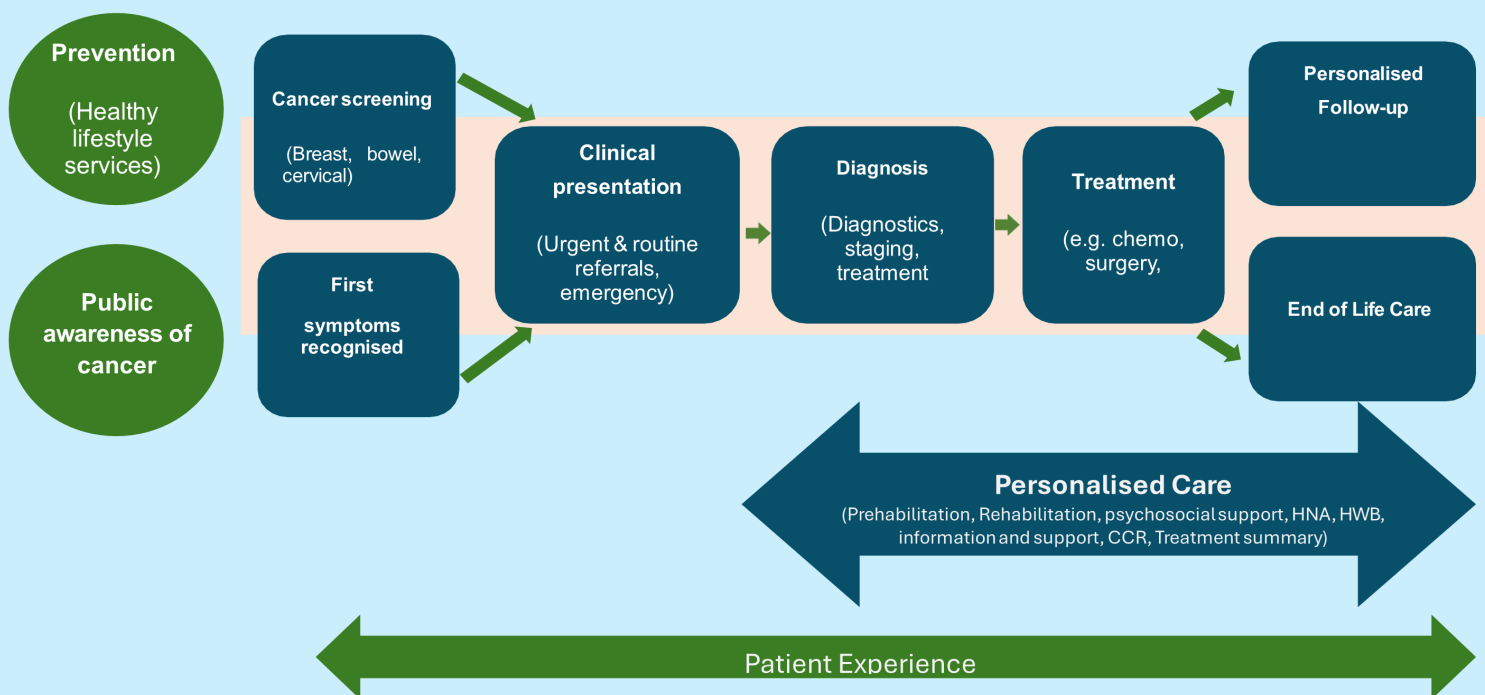 Prevention
(Healthy
lifestyle
services)
Public
awareness of
cancer
Cancer screening
(Breast, bowel,
cervical)
First
symptoms
recognised
Clinical
presentation
(Urgent & routine
referrals,
emergency)
Diagnosis
(Diagnostics,
staging,
treatment
Treatment
(e.g. chemo,
surgery,
Personalised
Follow-up
End of Life Care
Personalised Care
(Prehabilitation, Rehabilitation, psychosocial support, HNA, HWB,
information and support, CCR, Treatment summary)
Patient Experience